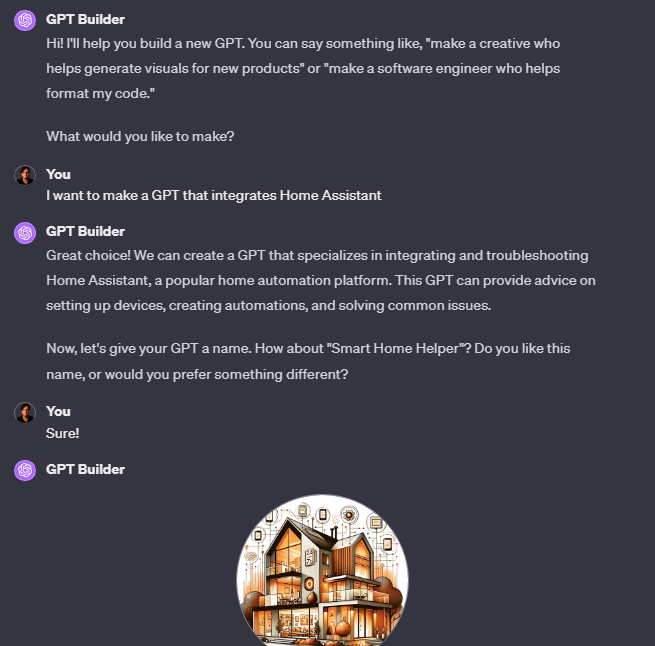 GPT Builder
Hi! I'll help you build a new GPT. You can say something like, "make a creative who
helps generate visuals for new products" or "make a software engineer who helps
format my code."
What would you like to make?
You
I want to make a GPT that integrates Home Assistant
GPT Builder
Great choice! We can create a GPT that specializes in integrating and troubleshooting
Home Assistant, a popular home automation platform. This GPT can provide advice on
setting up devices, creating automations, and solving common issues.
Now, let's give your GPT a name. How about "Smart Home Helper"? Do you like this
name, or would you prefer something different?
You
Sure!
GPT Builder